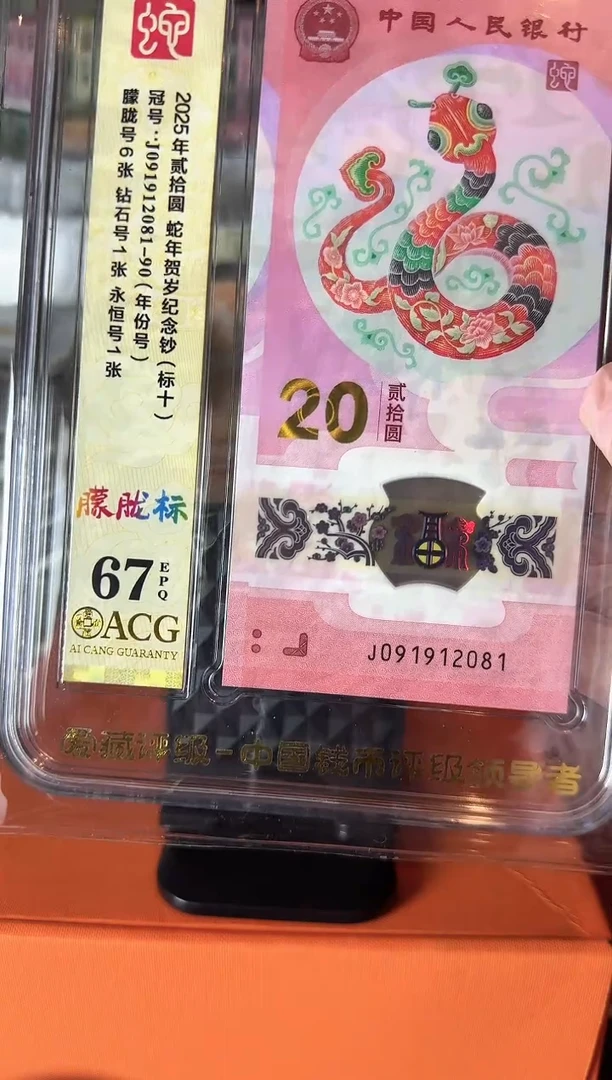 蛇
2025年贰拾圆 蛇年贺岁纪念钞（标十）
冠号：J091912081-90（年份号）
朦胧号6张 钻石号1张 永恒号1张
朦胧标
67 EPQ
ACG
AI CANG GUARANTY
中国人民银行
蛇
20 贰拾圆
J091912081
爱藏评级-中国钱币评级领导者